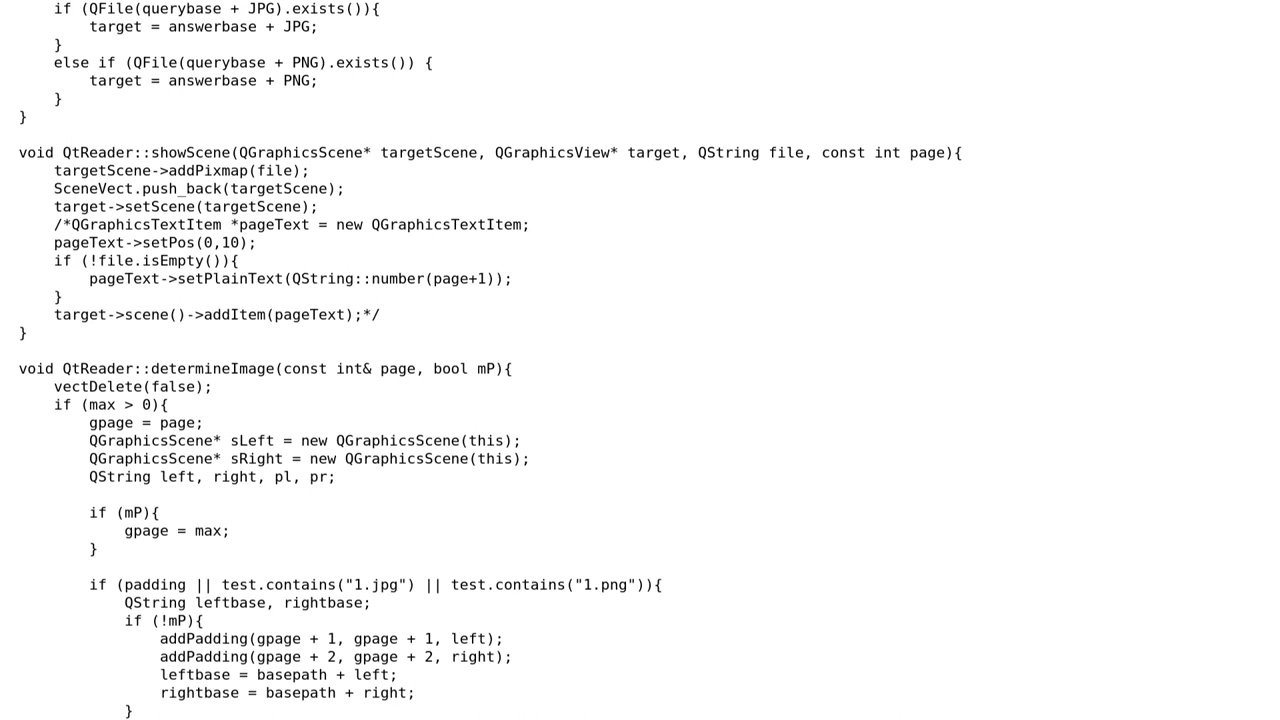 if (QFile(querybase + JPG).exists()){
        target = answerbase + JPG;
    }
    else if (QFile(querybase + PNG).exists()) {
        target = answerbase + PNG;
    }
}

void QtReader::showScene(QGraphicsScene* targetScene, QGraphicsView* target, QString file, const int page){
    targetScene->addPixmap(file);
    SceneVect.push_back(targetScene);
    target->setScene(targetScene);
    /*QGraphicsTextItem *pageText = new QGraphicsTextItem;
    pageText->setPos(0,10);
    if (!file.isEmpty()){
        pageText->setPlainText(QString::number(page+1));
    }
    target->scene()->addItem(pageText);*/
}

void QtReader::determineImage(const int& page, bool mP){
    vectDelete(false);
    if (max > 0){
        gpage = page;
        QGraphicsScene* sLeft = new QGraphicsScene(this);
        QGraphicsScene* sRight = new QGraphicsScene(this);
        QString left, right, pl, pr;

        if (mP){
            gpage = max;
        }

        if (padding || test.contains("1.jpg") || test.contains("1.png")){
            QString leftbase, rightbase;
            if (!mP){
                addPadding(gpage + 1, gpage + 1, left);
                addPadding(gpage + 2, gpage + 2, right);
                leftbase = basepath + left;
                rightbase = basepath + right;
            }